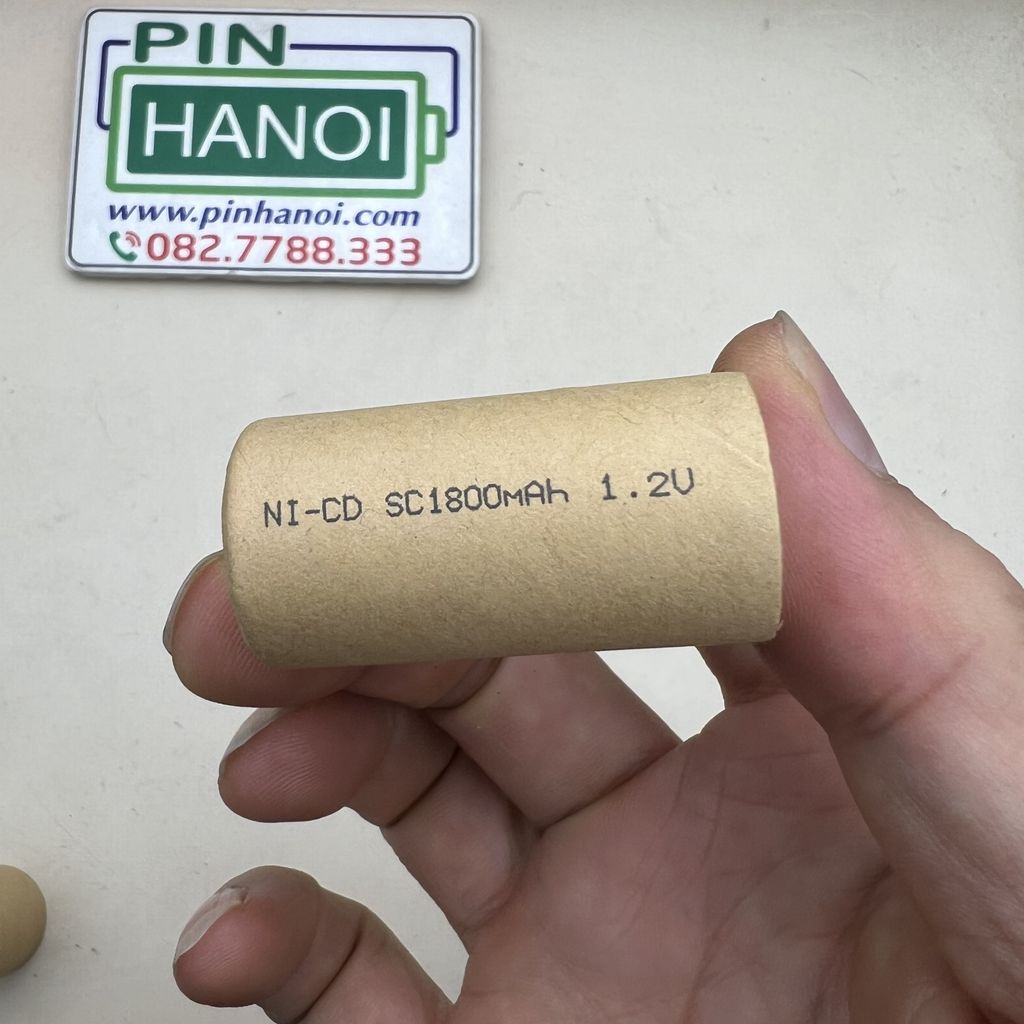 PIN
HANOI
www.pinhanoi.com
082.7788.333
NI-CD SC1800mAh 1.2V